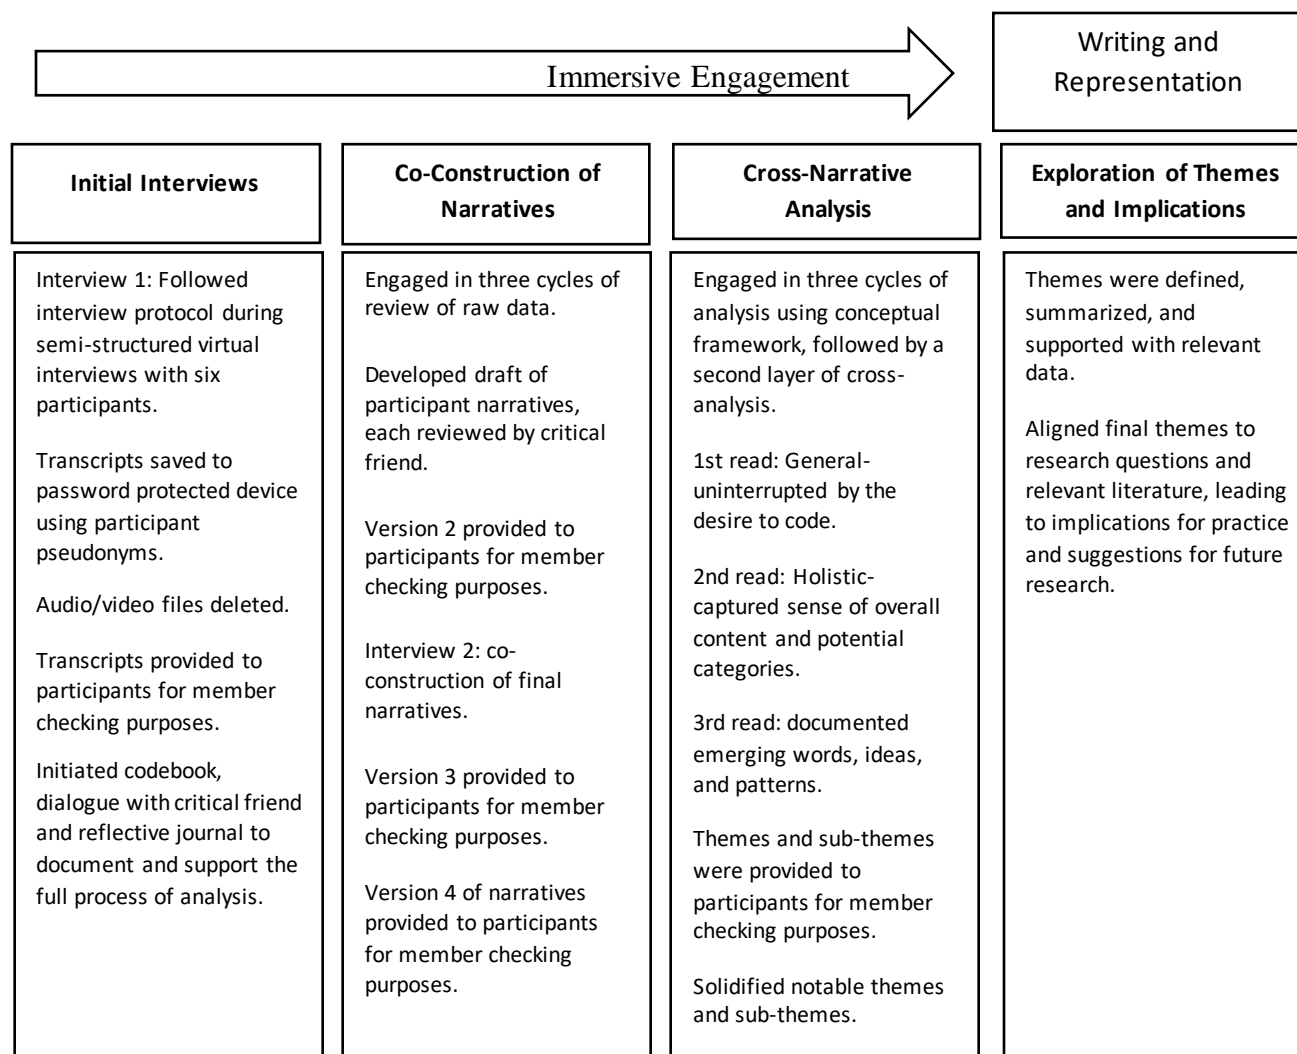 Immersive Engagement
Writing and
Representation
Initial Interviews
Interview 1: Followed
interview protocol during
semi-structured virtual
interviews with six
participants.
Transcripts saved to
password protected device
using participant
pseudonyms.
Audio/video files deleted.
Transcripts provided to
participants for member
checking purposes.
Initiated codebook,
dialogue with critical friend
and reflective journal to
document and support the
full process of analysis.
Co-Construction of
Narratives
Engaged in three cycles of
review of raw data.
Developed draft of
participant narratives,
each reviewed by critical
friend.
Version 2 provided to
participants for member
checking purposes.
Interview 2: co-
construction of final
narratives.
Version 3 provided to
participants for member
checking purposes.
Version 4 of narratives
provided to participants
for member checking
purposes.
Cross-Narrative
Analysis
Engaged in three cycles of
analysis using conceptual
framework, followed by a
second layer of cross-
analysis.
1st read: General-
uninterrupted by the
desire to code.
2nd read: Holistic-
captured sense of overall
content and potential
categories.
3rd read: documented
emerging words, ideas,
and patterns.
Themes and sub-themes
were provided to
participants for member
checking purposes.
Solidified notable themes
and sub-themes.
Exploration of Themes
and Implications
Themes were defined,
summarized, and
supported with relevant
data.
Aligned final themes to
research questions and
relevant literature, leading
to implications for practice
and suggestions for future
research.